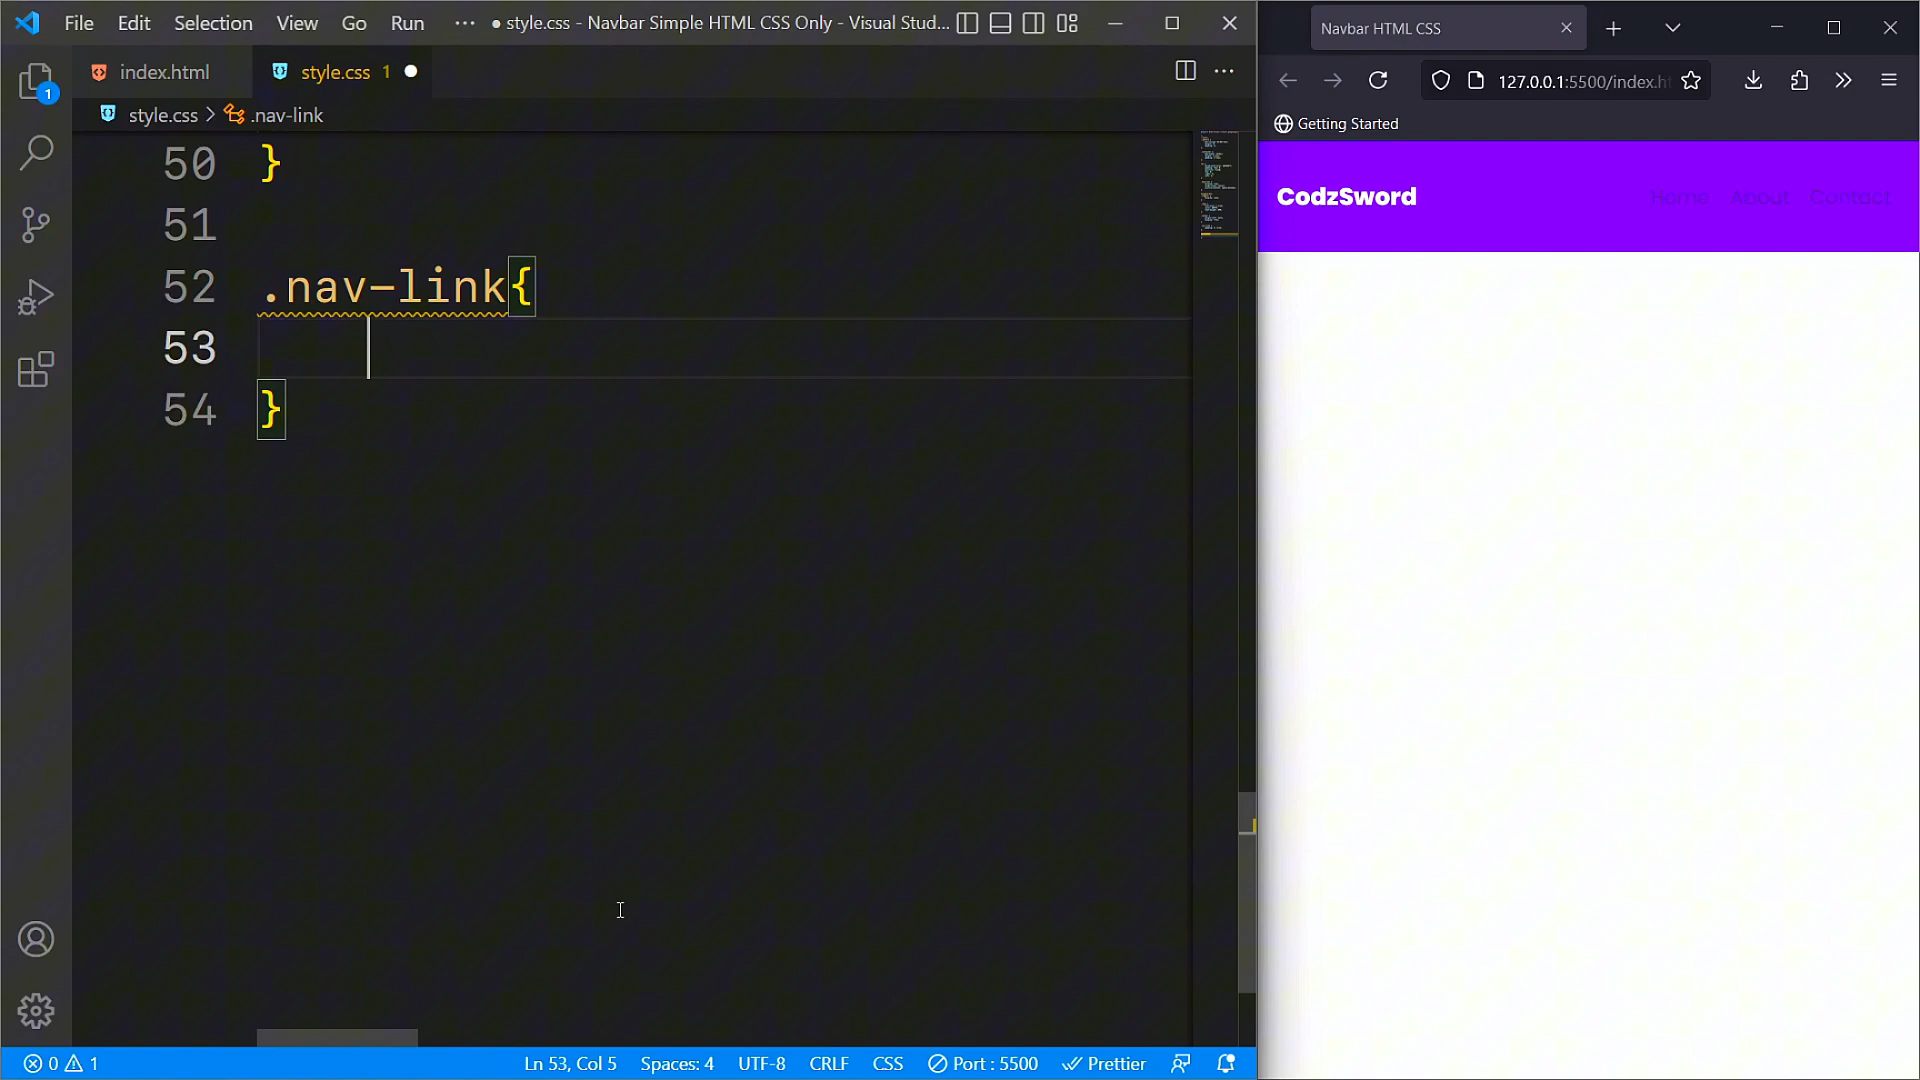 File Edit Selection View Go Run ··· ● style.css - Navbar Simple HTML CSS Only - Visual Stud...
index.html style.css 1
style.css > .nav-link
50 }
51
52 .nav-link{
53
54 }
1
0 1 Ln 53, Col 5 Spaces: 4 UTF-8 CRLF CSS Port : 5500 Prettier
Navbar HTML CSS
127.0.0.1:5500/index.h
Getting Started
CodzSword Home About Contact